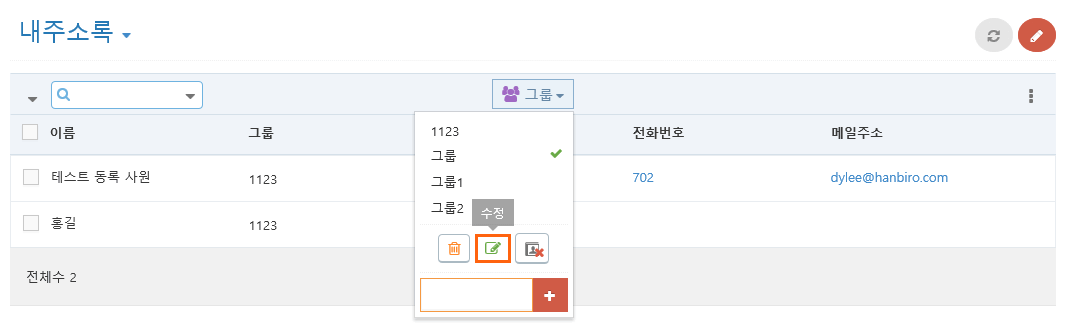 내주소록
그룹
이름 그룹 전화번호 메일주소
1123
그룹
그룹1
그룹2
수정
테스트 동록 사원 1123 702 dylee@hanbiro.com
홍길 1123
전체수 2